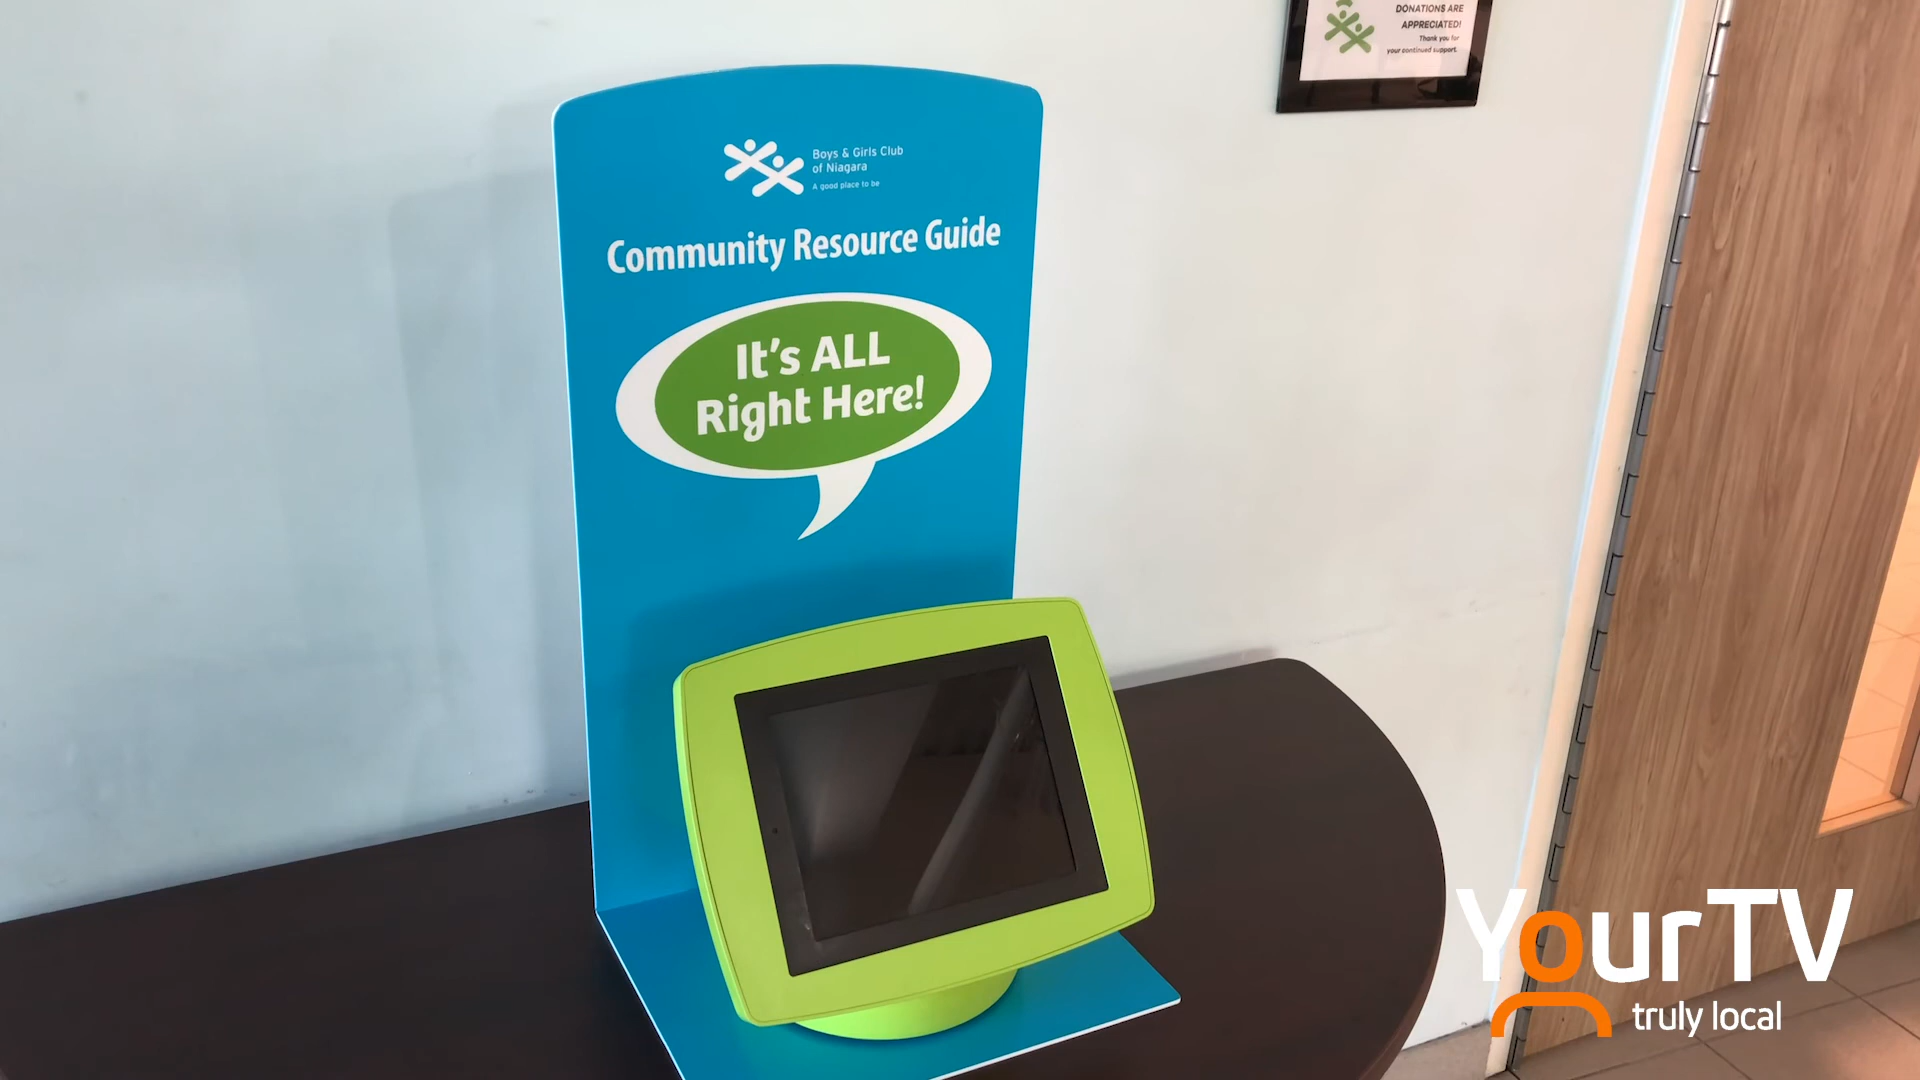 DONATIONS ARE
APPRECIATED!
Thank you for
your continued support.
Boys & Girls Club
of Niagara
A good place to be
Community Resource Guide
It's ALL
Right Here!
YourTV
truly local